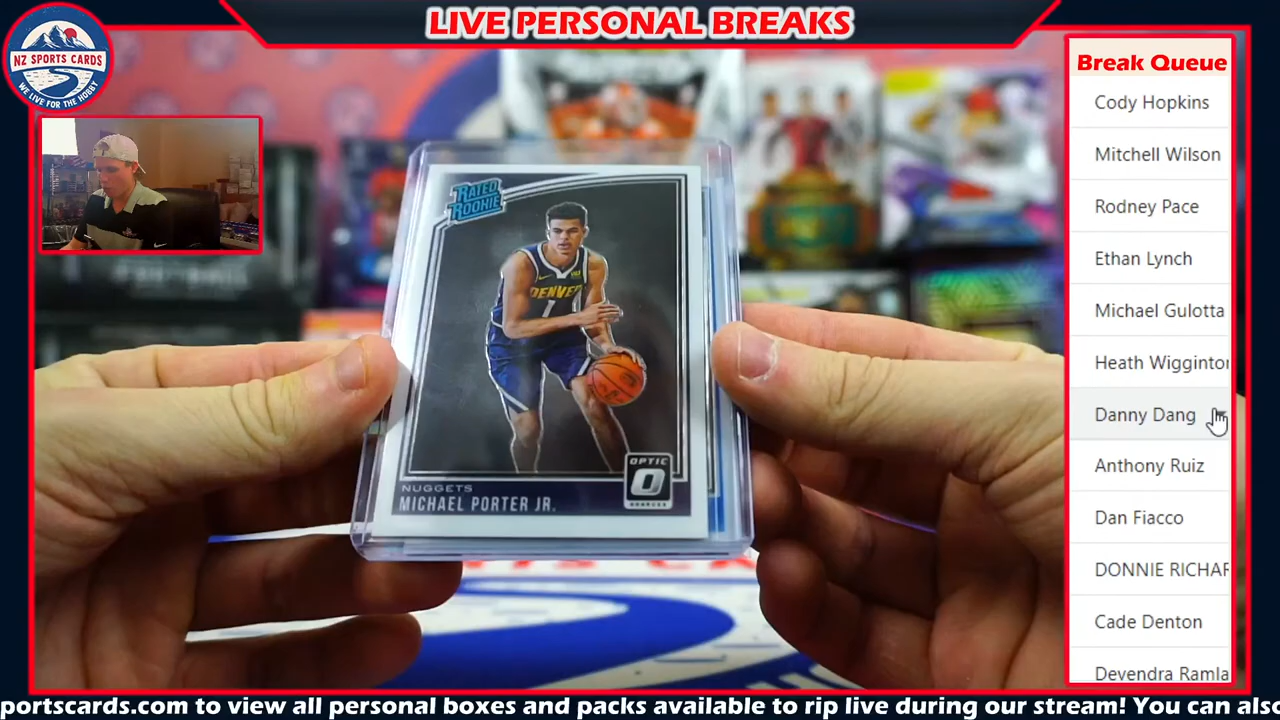 LIVE PERSONAL BREAKS
NZ SPORTS CARDS
WE LIVE FOR THE HOBBY
Break Queue
Cody Hopkins
Mitchell Wilson
Rodney Pace
Ethan Lynch
Michael Gulotta
Heath Wigginto
Danny Dang
Anthony Ruiz
Dan Fiacco
DONNIE RICHAR
Cade Denton
Devendra Ramla
RATED
ROOKIE
DENVER
1
OPTIC
O
NUGGETS
MICHAEL PORTER JR.
portscards.com to view all personal boxes and packs available to rip live during our stream! You can also